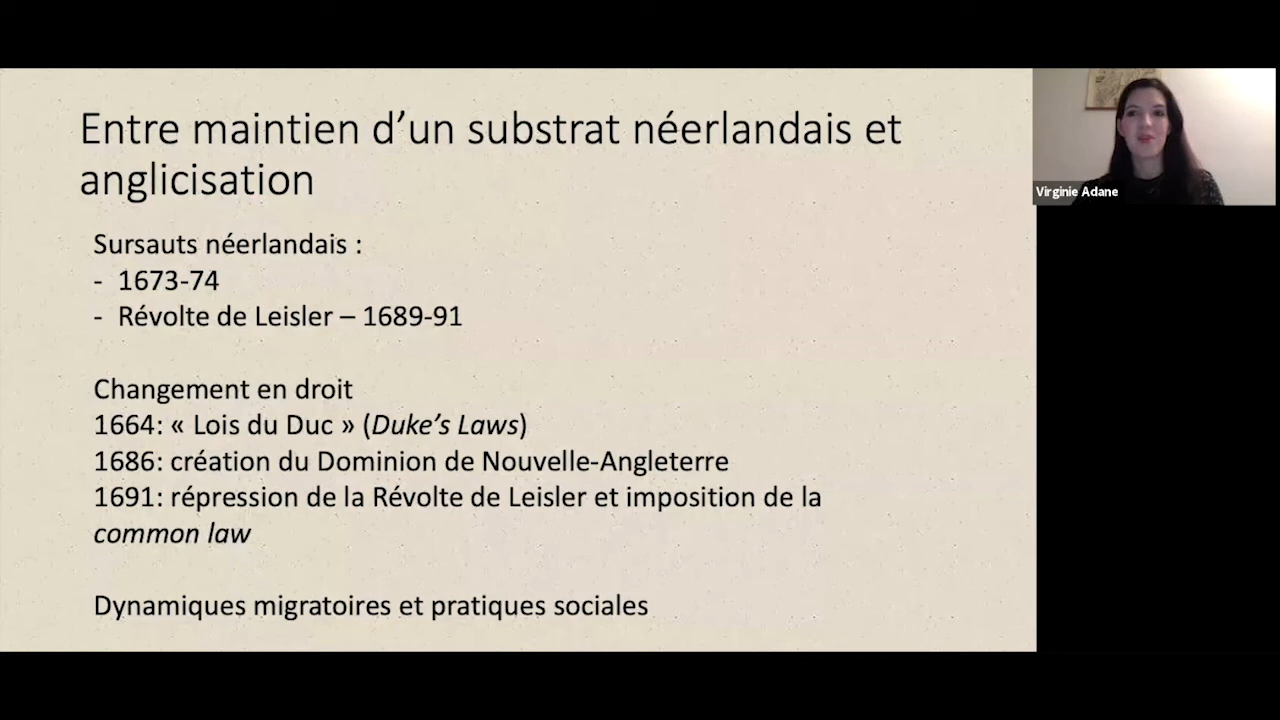 Entre maintien d’un substrat néerlandais et
anglicisation
Virginie Adane
Sursauts néerlandais :
- 1673-74
- Révolte de Leisler – 1689-91
Changement en droit
1664: « Lois du Duc » (Duke’s Laws)
1686: création du Dominion de Nouvelle-Angleterre
1691: répression de la Révolte de Leisler et imposition de la
common law
Dynamiques migratoires et pratiques sociales